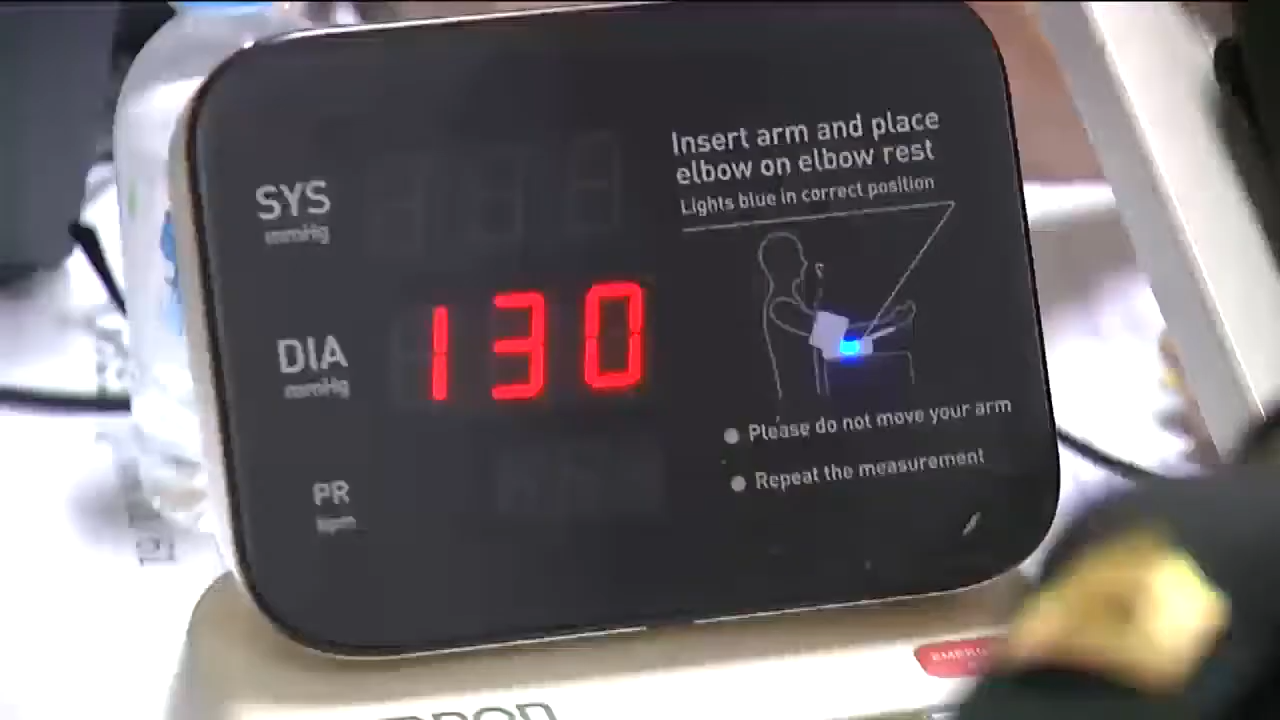 SYS
mmHg
Insert arm and place
elbow on elbow rest
Lights blue in correct position
DIA
mmHg
130
Please do not move your arm
Repeat the measurement
PR
bpm